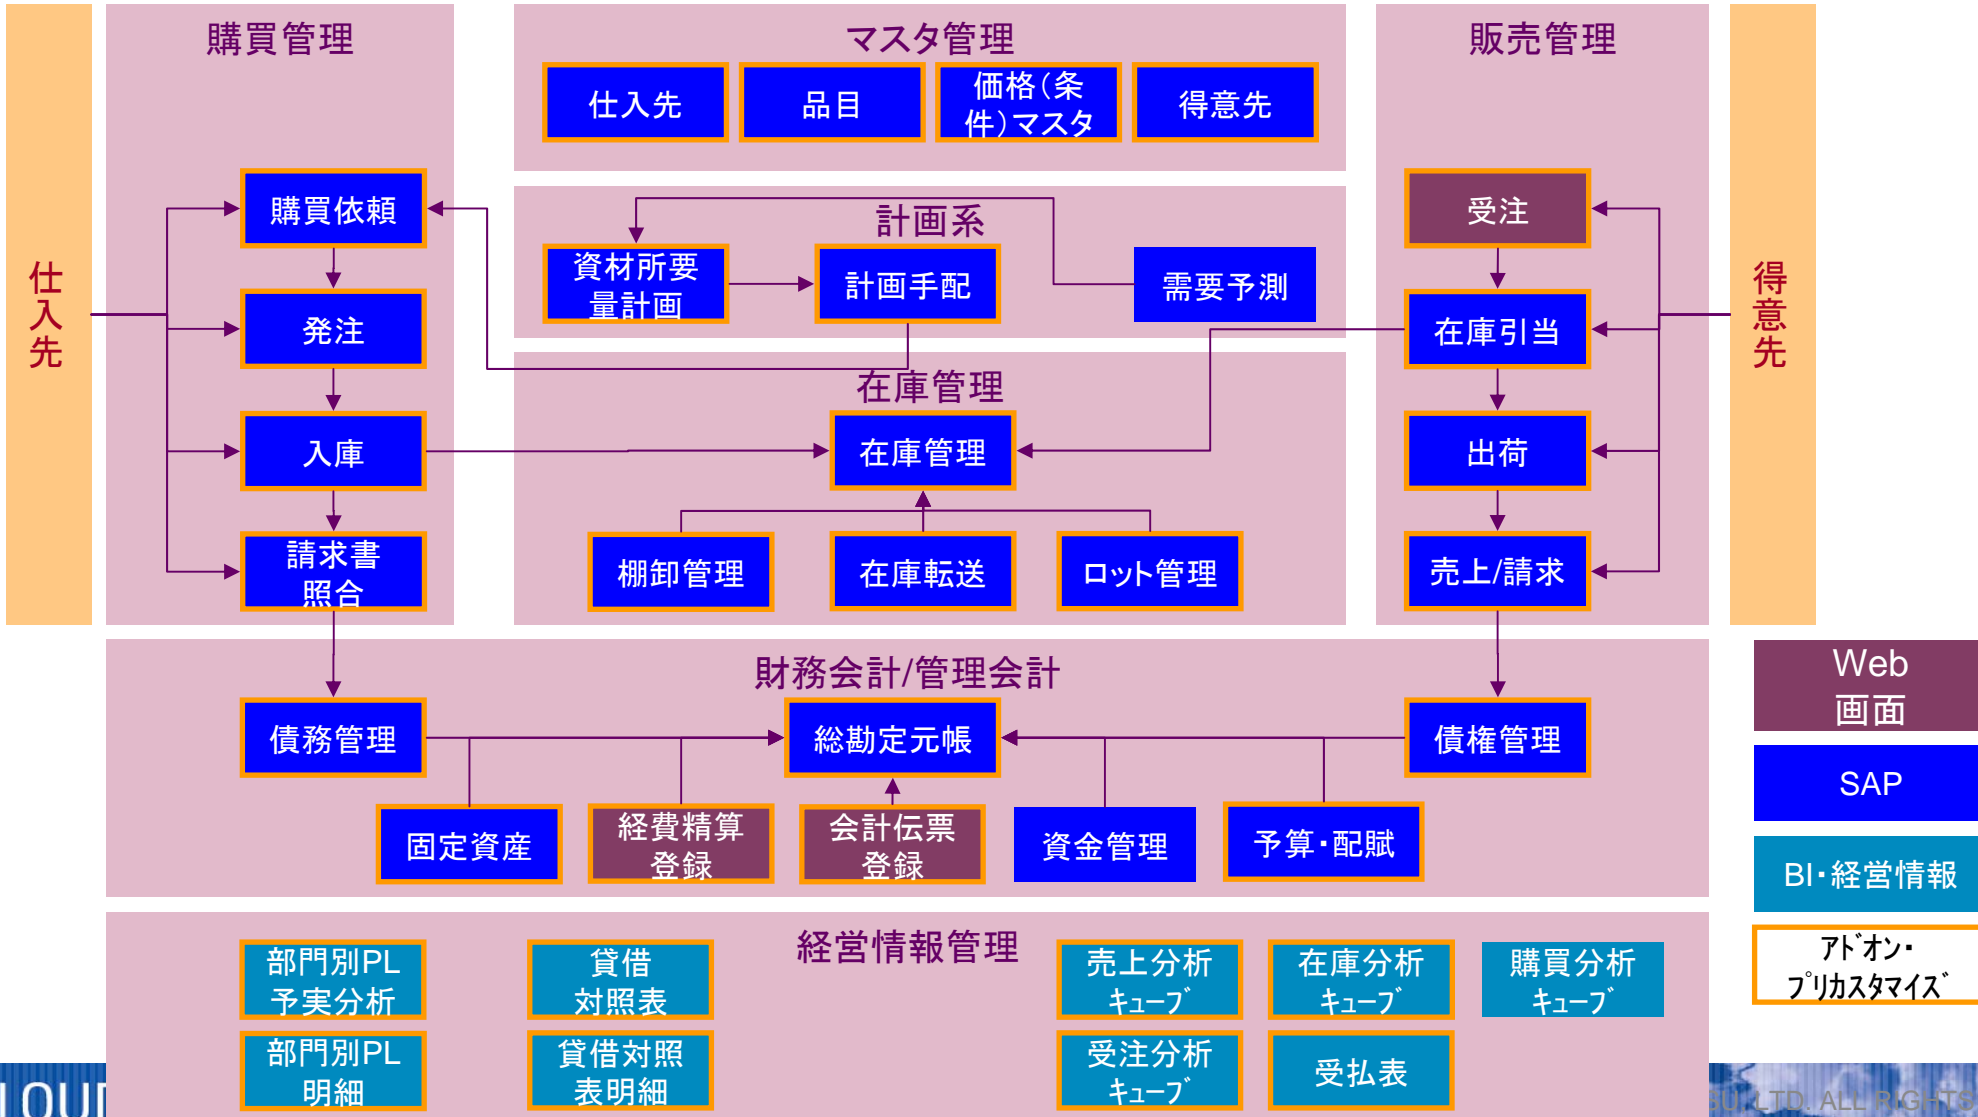 購買管理
マスタ管理
販売管理
仕入先
品目
価格（条
件）マスタ
得意先
仕入先
購買依頼
発注
入庫
請求書
照合
計画系
資材所要
量計画
計画手配
需要予測
在庫管理
在庫管理
棚卸管理
在庫転送
ロット管理
受注
在庫引当
出荷
売上/請求
得意先
財務会計/管理会計
債務管理
総勘定元帳
債権管理
固定資産
経費精算
登録
会計伝票
登録
資金管理
予算・配賦
Web
画面
SAP
BI・経営情報
ｱﾄﾞｵﾝ・
ﾌﾟﾘｶｽﾀﾏｲｽﾞ
経営情報管理
部門別PL
予実分析
貸借
対照表
売上分析
ｷｭｰﾌﾞ
在庫分析
ｷｭｰﾌﾞ
購買分析
ｷｭｰﾌﾞ
部門別PL
明細
貸借対照
表明細
受注分析
ｷｭｰﾌﾞ
受払表
LTD. ALL RIGHTS